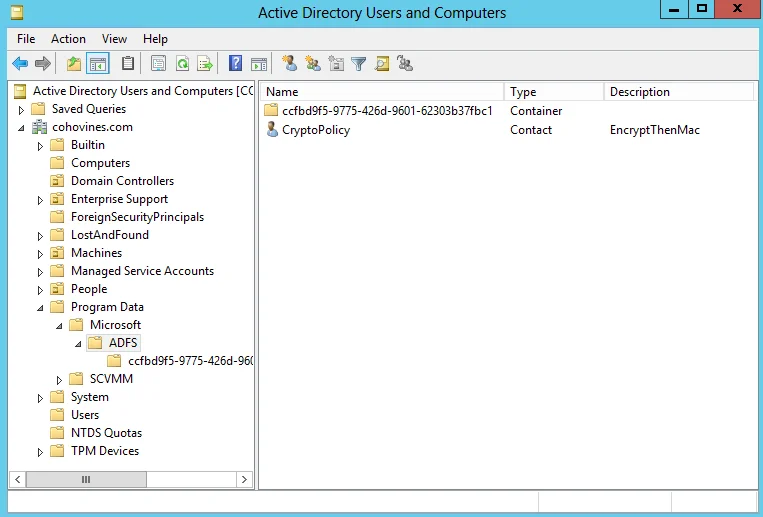 Active Directory Users and Computers
File Action View Help
Active Directory Users and Computers [CC
Saved Queries
cohovines.com
Builtin
Computers
Domain Controllers
Enterprise Support
ForeignSecurityPrincipals
LostAndFound
Machines
Managed Service Accounts
People
Program Data
Microsoft
ADFS
ccfbd9f5-9775-426d-960
SCVMM
System
Users
NTDS Quotas
TPM Devices
Name Type Description
ccfbd9f5-9775-426d-9601-62303b37fbc1 Container
CryptoPolicy Contact EncryptThenMac